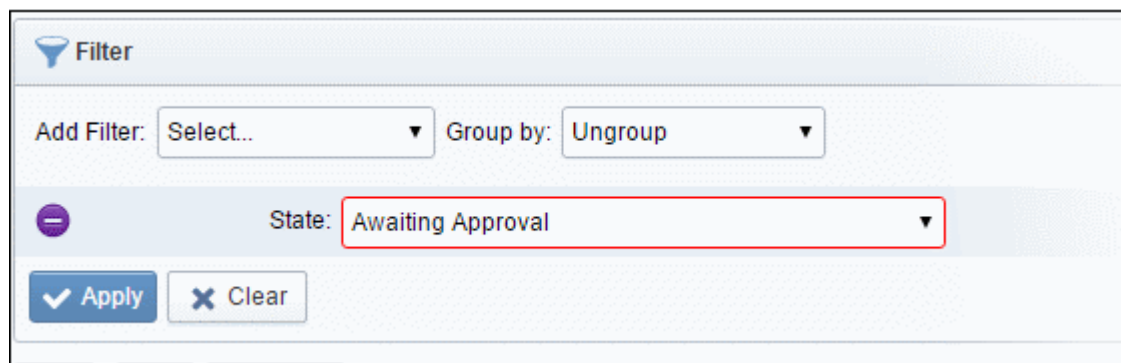 Filter
Add Filter: Select... Group by: Ungroup
State: Awaiting Approval
Apply Clear